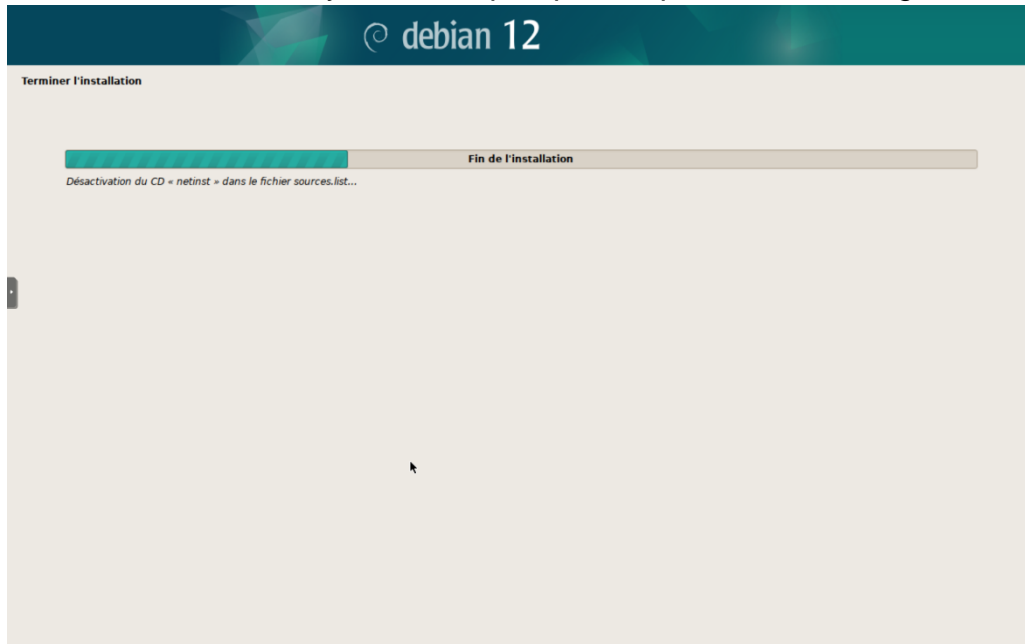 debian 12
Terminer l'installation
Fin de l'installation
Désactivation du CD « netinst » dans le fichier sources.list...